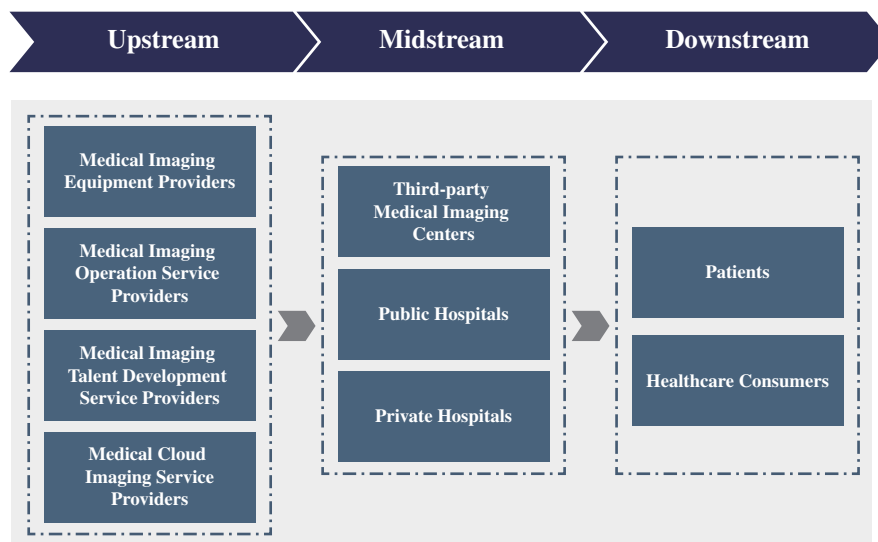 Upstream
Midstream
Downstream
Medical Imaging
Equipment Providers
Medical Imaging
Operation Service
Providers
Medical Imaging
Talent Development
Service Providers
Medical Cloud
Imaging Service
Providers
Third-party
Medical Imaging
Centers
Public Hospitals
Private Hospitals
Patients
Healthcare Consumers